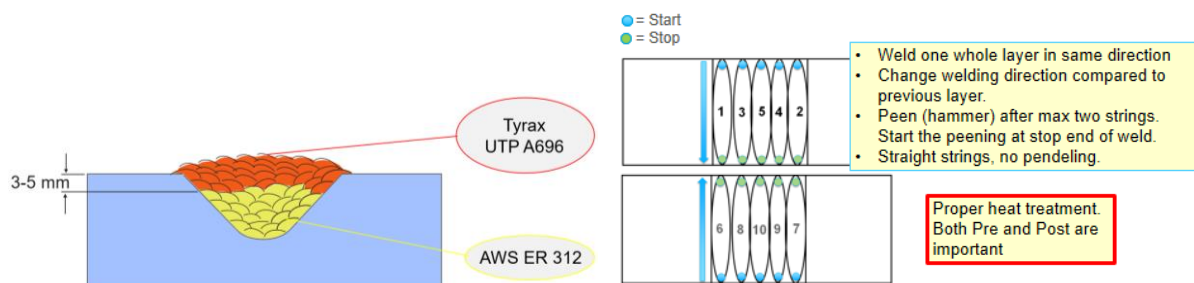 3-5 mm
Tyrax
UTP A696
AWS ER 312
= Start
= Stop
1 3 5 4 2
6 8 10 9 7
• Weld one whole layer in same direction
• Change welding direction compared to
previous layer.
• Peen (hammer) after max two strings.
Start the peening at stop end of weld.
• Straight strings, no pendeling.
Proper heat treatment.
Both Pre and Post are
important